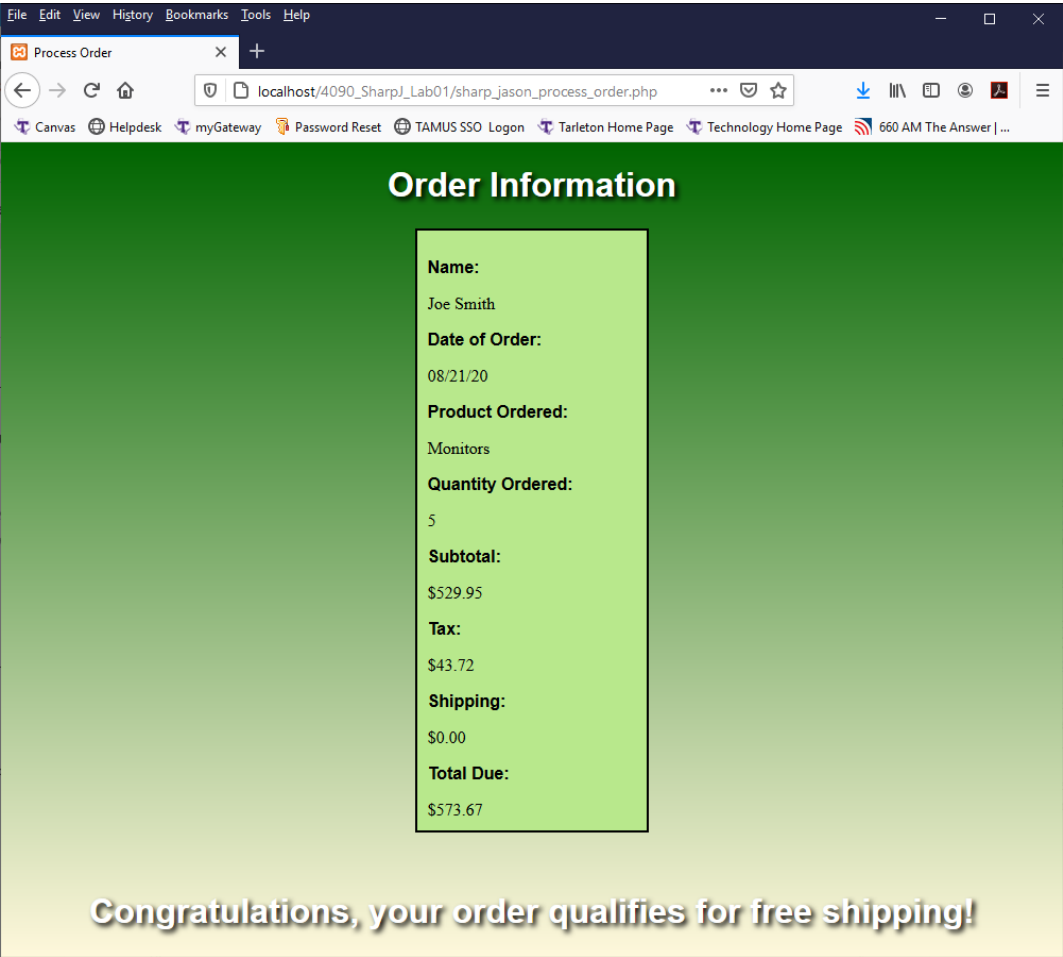 File Edit View History Bookmarks Tools Help
Process Order
localhost/4090_SharpJ_Lab01/sharp_jason_process_order.php
Canvas Helpdesk myGateway Password Reset TAMUS SSO Logon Tarleton Home Page Technology Home Page 660 AM The Answer | ...
Order Information
Name:
Joe Smith
Date of Order:
08/21/20
Product Ordered:
Monitors
Quantity Ordered:
5
Subtotal:
$529.95
Tax:
$43.72
Shipping:
$0.00
Total Due:
$573.67
Congratulations, your order qualifies for free shipping!